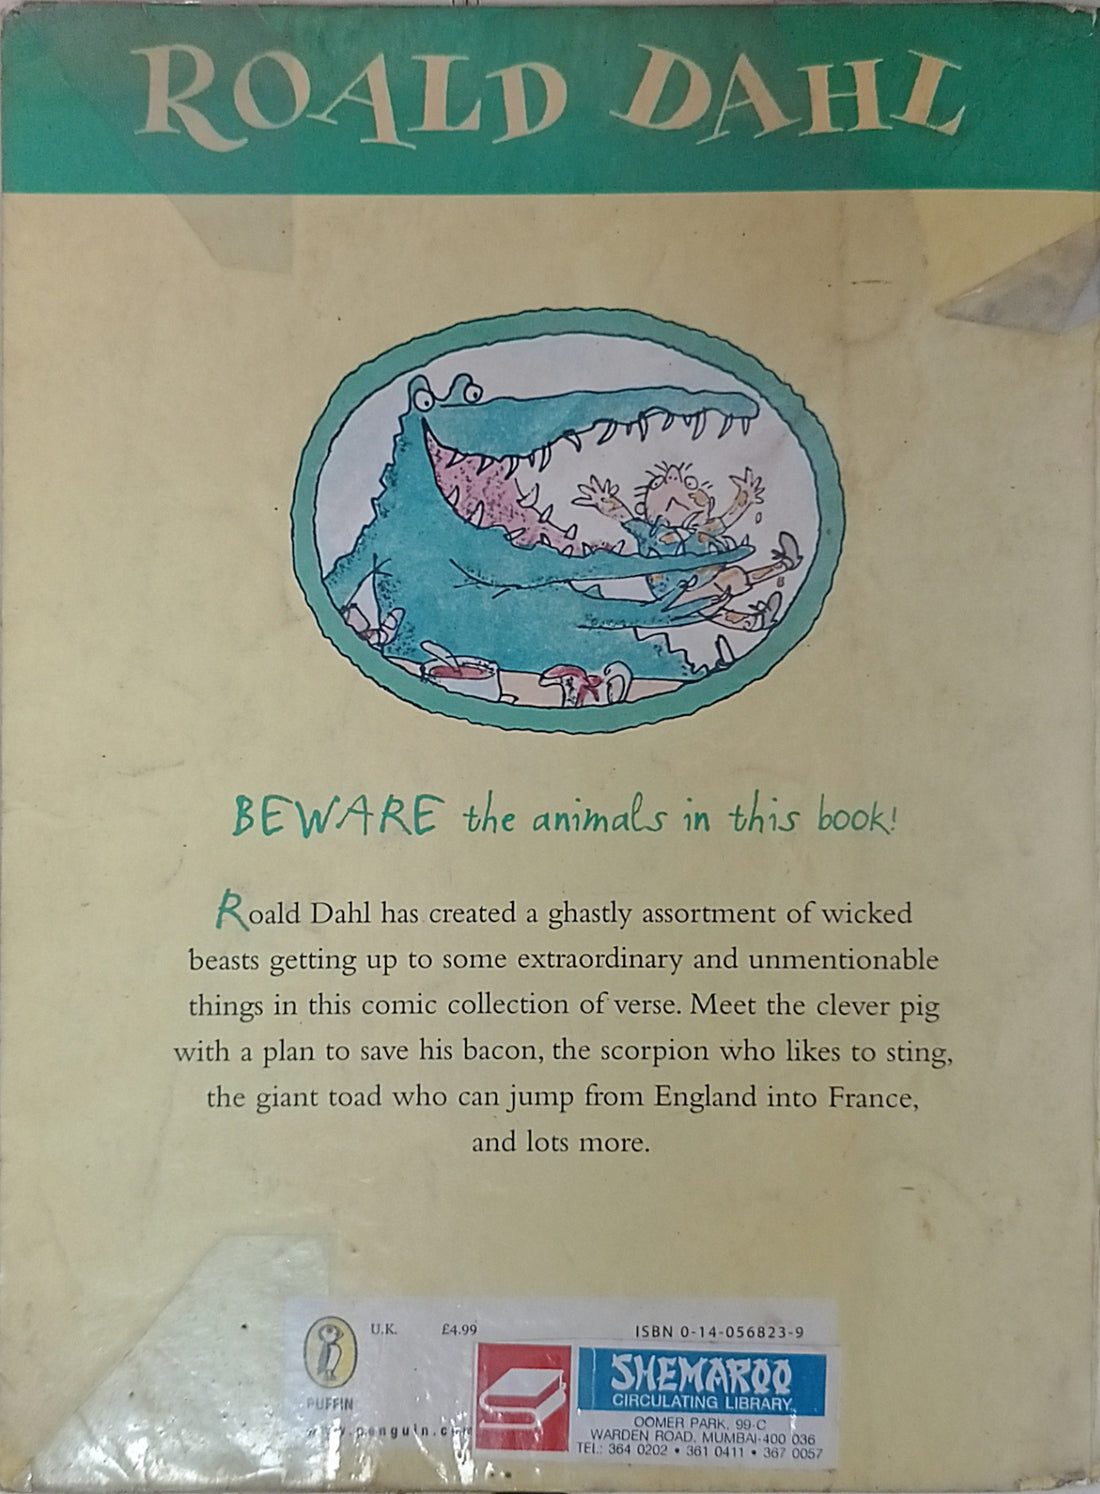 ROALD DAHL
BEWARE the animals in this book!
Roald Dahl has created a ghastly assortment of wicked
beasts getting up to some extraordinary and unmentionable
things in this comic collection of verse. Meet the clever pig
with a plan to save his bacon, the scorpion who likes to sting,
the giant toad who can jump from England into France,
and lots more.
U.K. £4.99
ISBN 0-14-056823-9
PUFFIN
www.penguin.com
SHEMAROO
CIRCULATING LIBRARY
OOMER PARK, 99-C
WARDEN ROAD, MUMBAI-400 036
TEL.: 364 0202 • 361 0411 • 367 0057